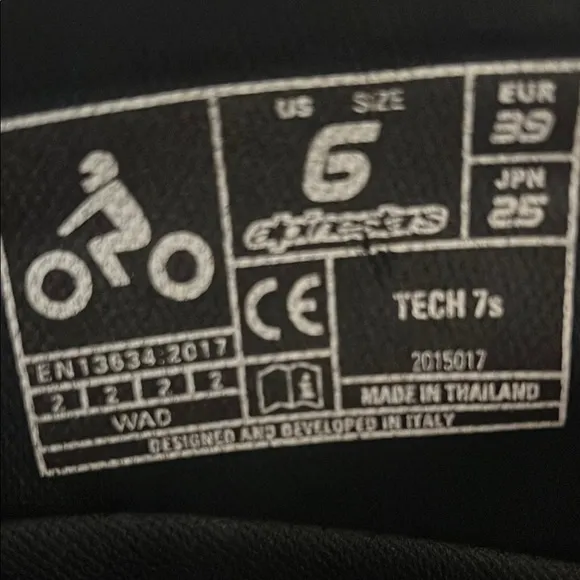 US SIZE
6
alpinestars
EUR
39
JPN
25
EN13634:2017
2 2 2 2
WAD
CE
i
TECH 7s
2015017
MADE IN THAILAND
DESIGNED AND DEVELOPED IN ITALY